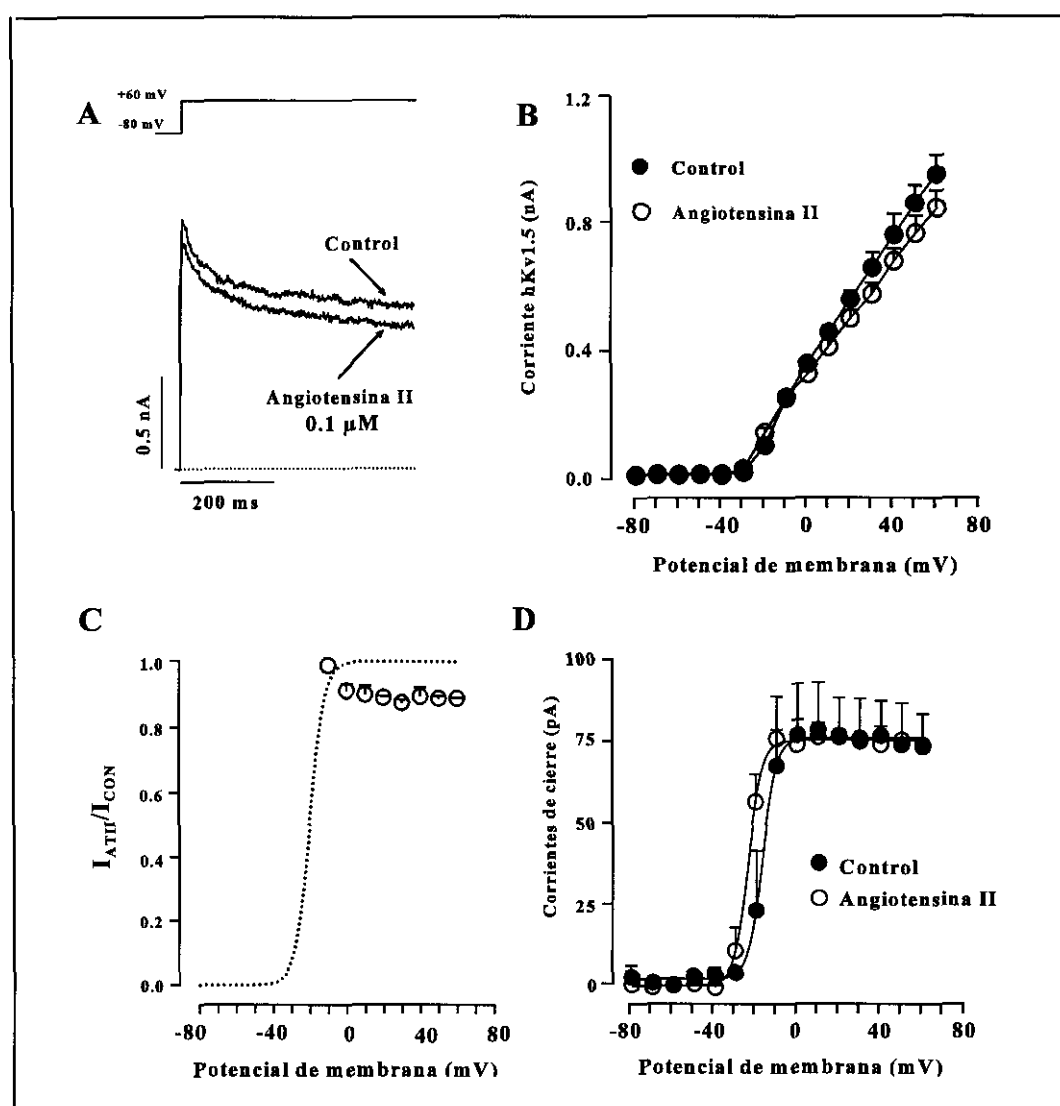 A
+60 mV
-80 mV
Control
Angiotensina II
0.1 µM
0.5 nA
200 ms
B
Corriente hKv1.5 (nA)
1.2
0.8
0.4
0.0
Control
Angiotensina II
-80 -40 0 40 80
Potencial de membrana (mV)
C
I_ATII/I_CON
1.0
0.8
0.6
0.4
0.2
0.0
-80 -40 0 40 80
Potencial de membrana (mV)
D
Corrientes de cierre (pA)
100
75
50
25
0
Control
Angiotensina II
-80 -40 0 40 80
Potencial de membrana (mV)